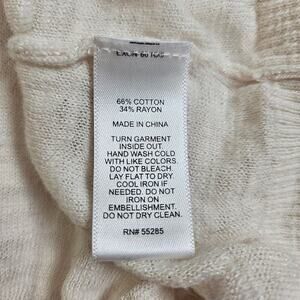 66% COTTON
34% RAYON
MADE IN CHINA
TURN GARMENT
INSIDE OUT.
HAND WASH COLD
WITH LIKE COLORS.
DO NOT BLEACH.
LAY FLAT TO DRY.
COOL IRON IF
NEEDED. DO NOT
IRON ON
EMBELLISHMENT.
DO NOT DRY CLEAN.
RN# 55285